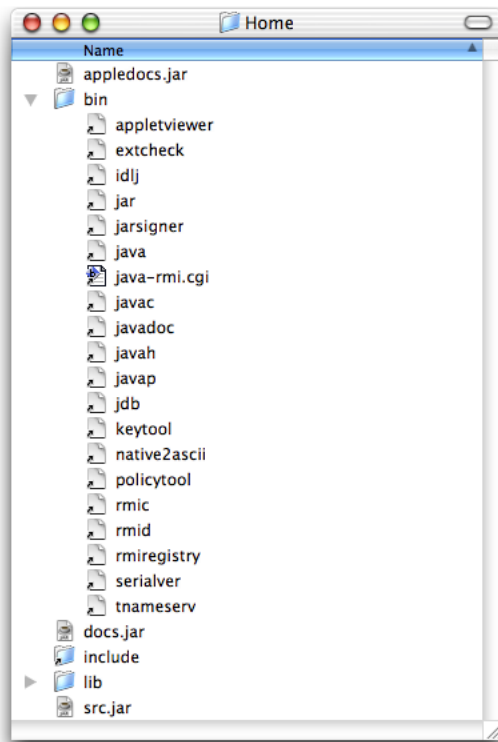 Home
Name
appledocs.jar
bin
appletviewer
extcheck
idlj
jar
jarsigner
java
java-rmi.cgi
javac
javadoc
javah
javap
jdb
keytool
native2ascii
policytool
rmic
rmid
rmiregistry
serialver
tnameserv
docs.jar
include
lib
src.jar